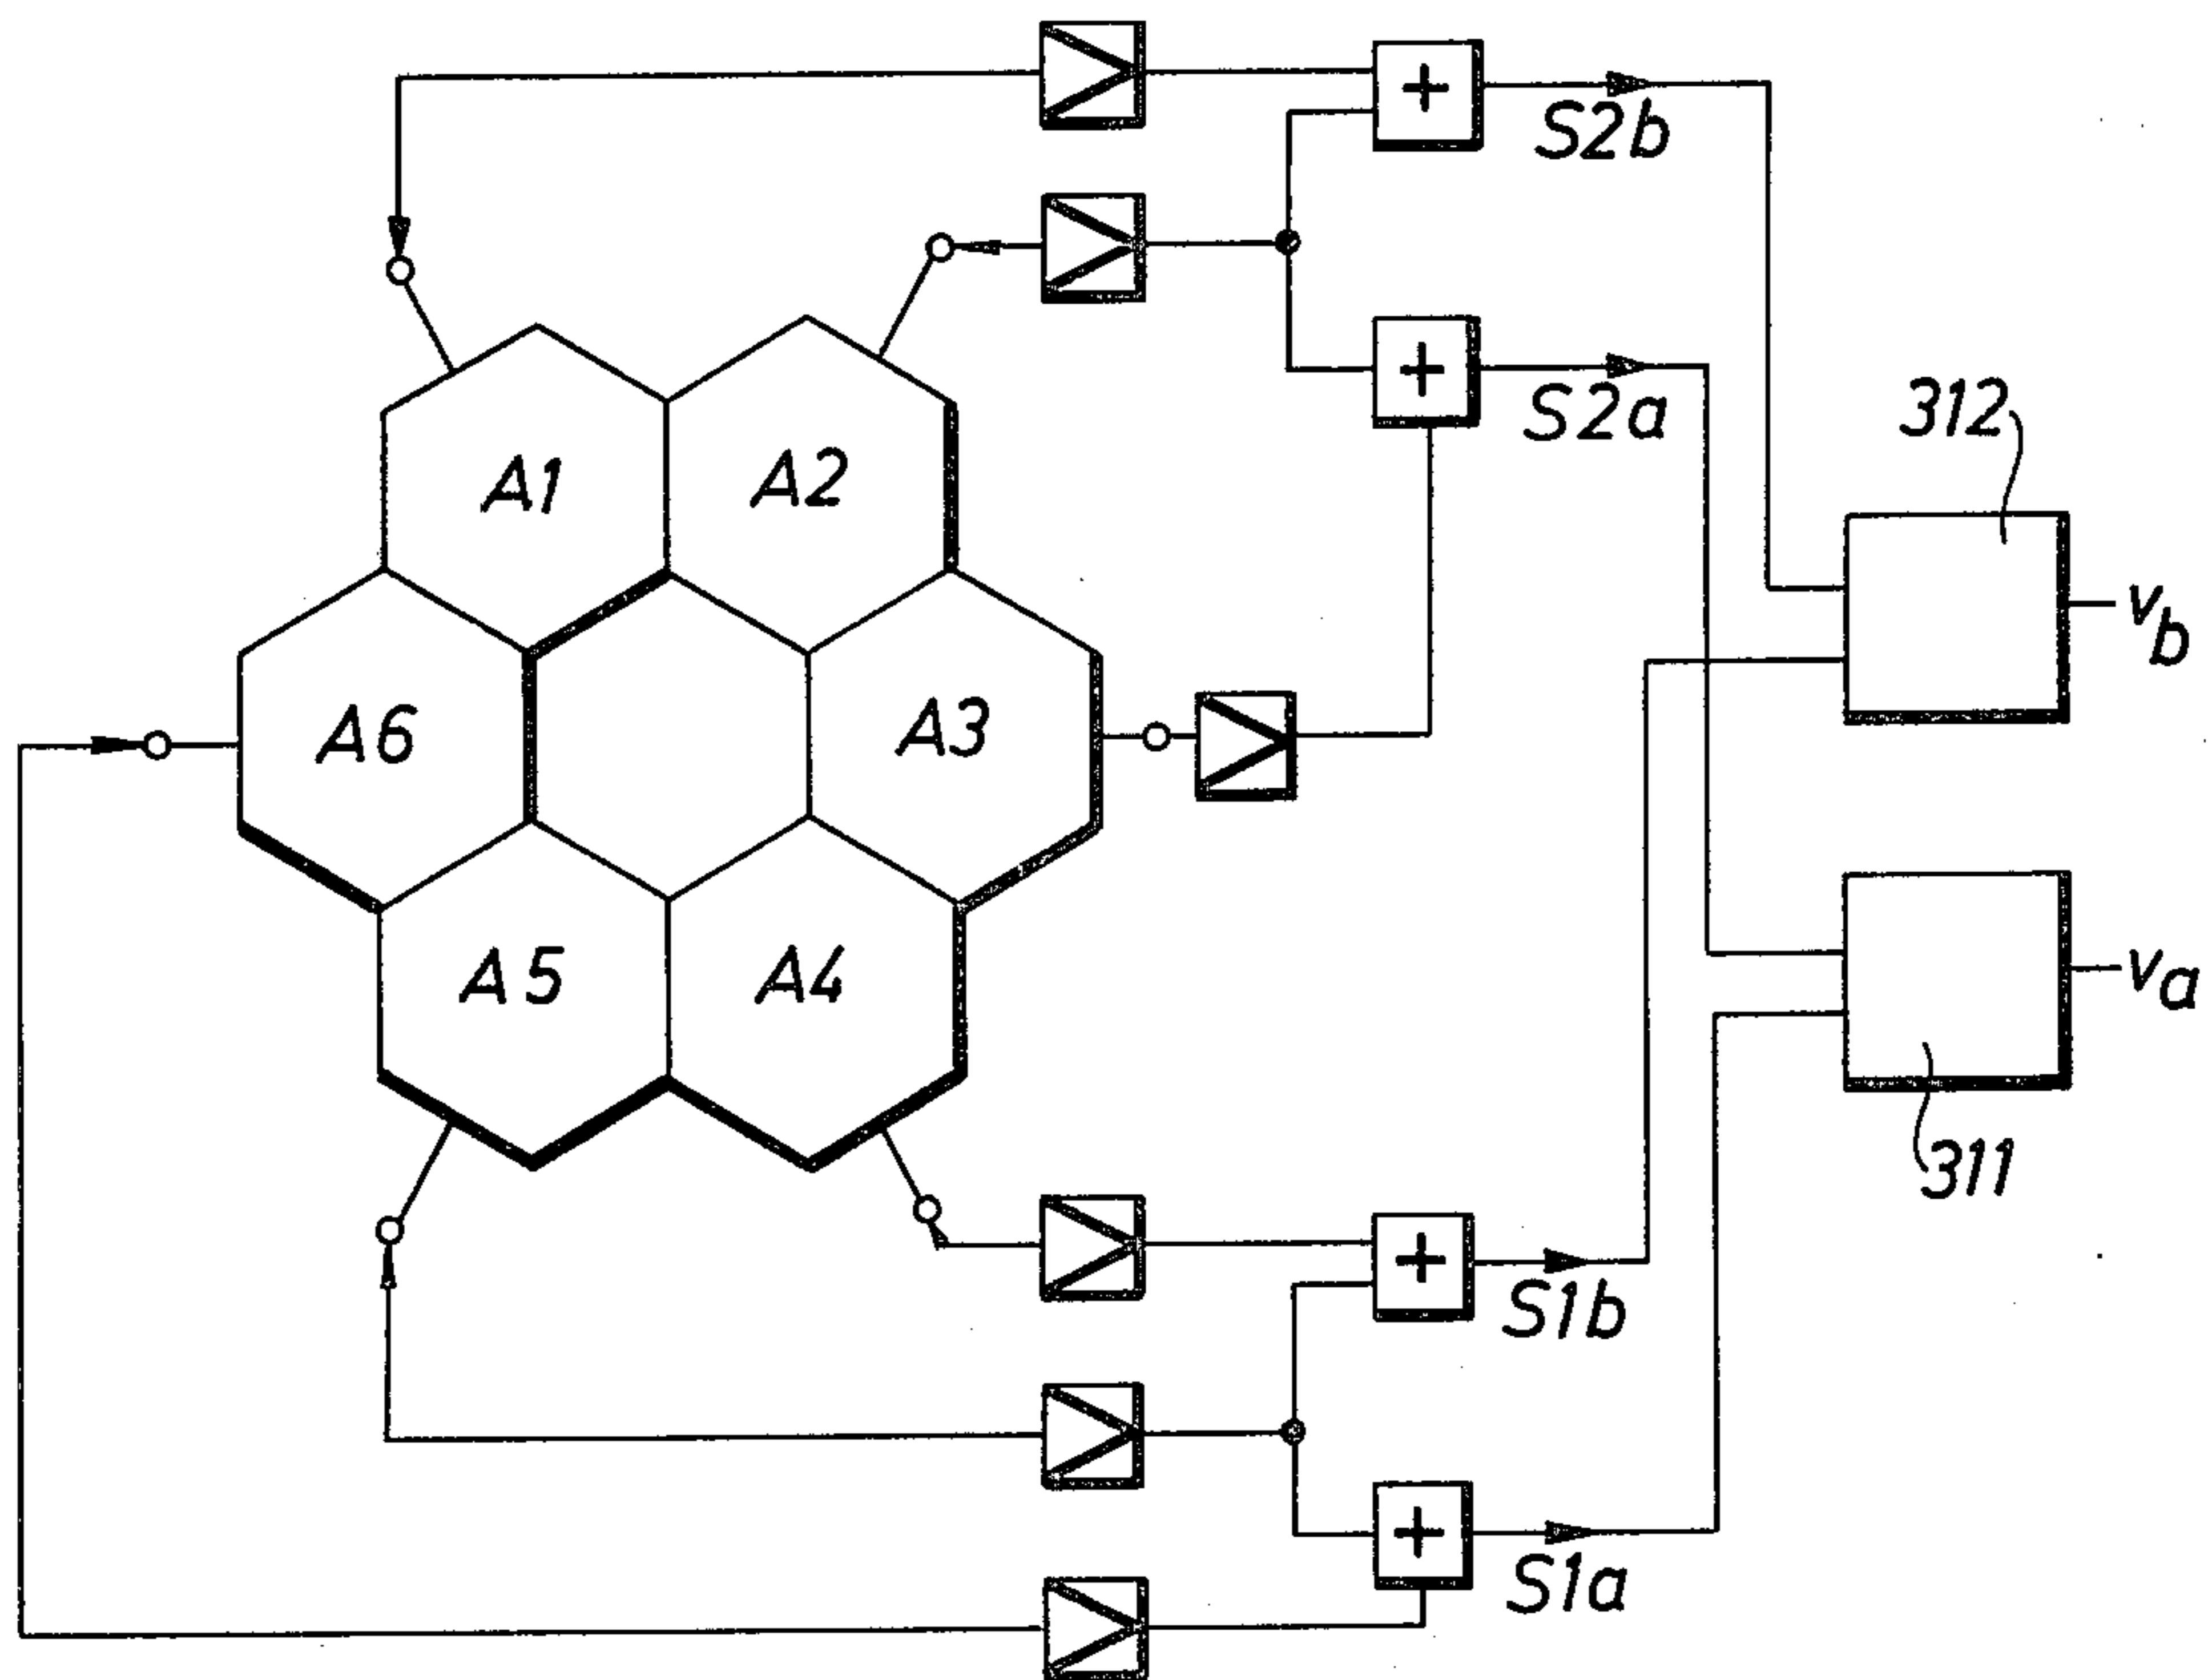 +
S2b
+
S2a
312
A1
A2
vb
A6
A3
A5
A4
va
311
+
S1b
+
S1a